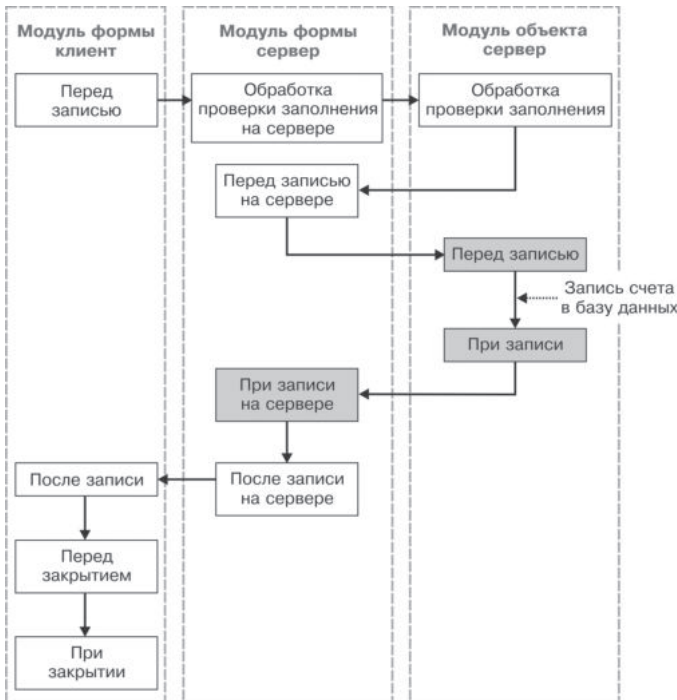 Модуль формы
клиент
Модуль формы
сервер
Модуль объекта
сервер
Перед
записью
Обработка
проверки заполнения
на сервере
Обработка
проверки заполнения
Перед записью
на сервере
Перед записью
Запись счета
в базу данных
При записи
При записи
на сервере
После записи
После записи
на сервере
Перед
закрытием
При
закрытии